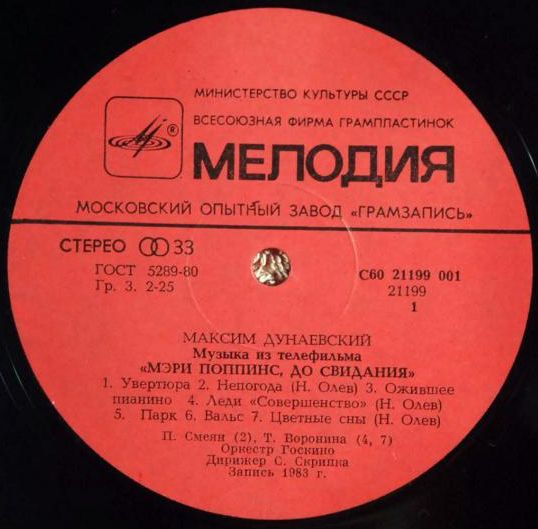 МИНИСТЕРСТВО КУЛЬТУРЫ СССР
ВСЕСОЮЗНАЯ ФИРМА ГРАМПЛАСТИНОК
®
МЕЛОДИЯ
МОСКОВСКИЙ ОПЫТНЫЙ ЗАВОД «ГРАМЗАПИСЬ»
СТЕРЕО 33
ГОСТ 5289-80
Гр. 3. 2-25
С60 21199 001
21199
1
МАКСИМ ДУНАЕВСКИЙ
Музыка из телефильма
«МЭРИ ПОППИНС, ДО СВИДАНИЯ»
1. Увертюра 2. Непогода (Н. Олев) 3. Ожившее
пианино 4. Леди «Совершенство» (Н. Олев)
5. Парк 6. Вальс 7. Цветные сны (Н. Олев)
П. Смеян (2), Т. Воронина (4, 7)
Оркестр Госкино
Дирижер С. Скрипка
Запись 1983 г.